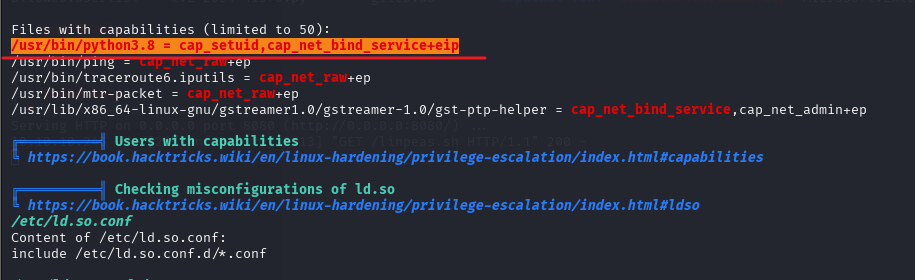 Files with capabilities (limited to 50):
/usr/bin/python3.8 = cap_setuid,cap_net_bind_service+eip
/usr/bin/ping = cap_net_raw+ep
/usr/bin/traceroute6.iputils = cap_net_raw+ep
/usr/bin/mtr-packet = cap_net_raw+ep
/usr/lib/x86_64-linux-gnu/gstreamer1.0/gstreamer-1.0/gst-ptp-helper = cap_net_bind_service,cap_net_admin+ep
╔══════════╣ Users with capabilities
╚ https://book.hacktricks.wiki/en/linux-hardening/privilege-escalation/index.html#capabilities
╔══════════╣ Checking misconfigurations of ld.so
╚ https://book.hacktricks.wiki/en/linux-hardening/privilege-escalation/index.html#ldso
/etc/ld.so.conf
Content of /etc/ld.so.conf:
include /etc/ld.so.conf.d/*.conf